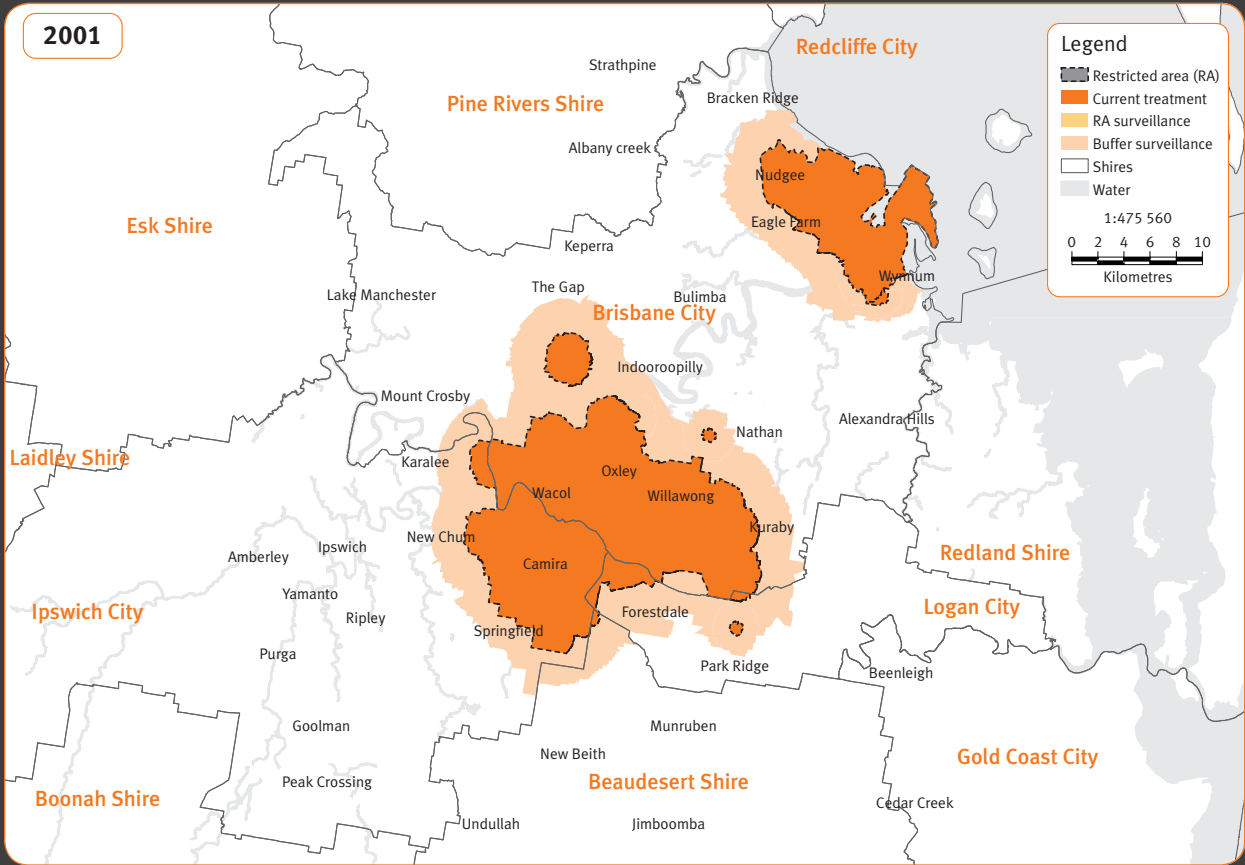 2001
Redcliffe City
Legend
Strathpine
Restricted area (RA)
Bracken Ridge
Current treatment
Pine Rivers Shire
RA surveillance
Albany creek
Buffer surveillance
Shires
Nudgee
Water
Esk Shire
Eagle Farm
1:475 560
Keperra
0 2 4 6 8 10
Wynnum
Kilometres
The Gap
Lake Manchester
Bulimba
Brisbane City
Indooroopilly
Mount Crosby
Alexandra Hills
Nathan
Laidley Shire
Karalee
Oxley
Wacol
Willawong
Kuraby
New Chum
Ipswich
Redland Shire
Amberley
Camira
Yamanto
Ipswich City
Logan City
Forestdale
Ripley
Springfield
Purga
Park Ridge
Beenleigh
Goolman
Munruben
New Beith
Gold Coast City
Peak Crossing
Beaudesert Shire
Boonah Shire
Cedar Creek
Undullah
Jimboomba